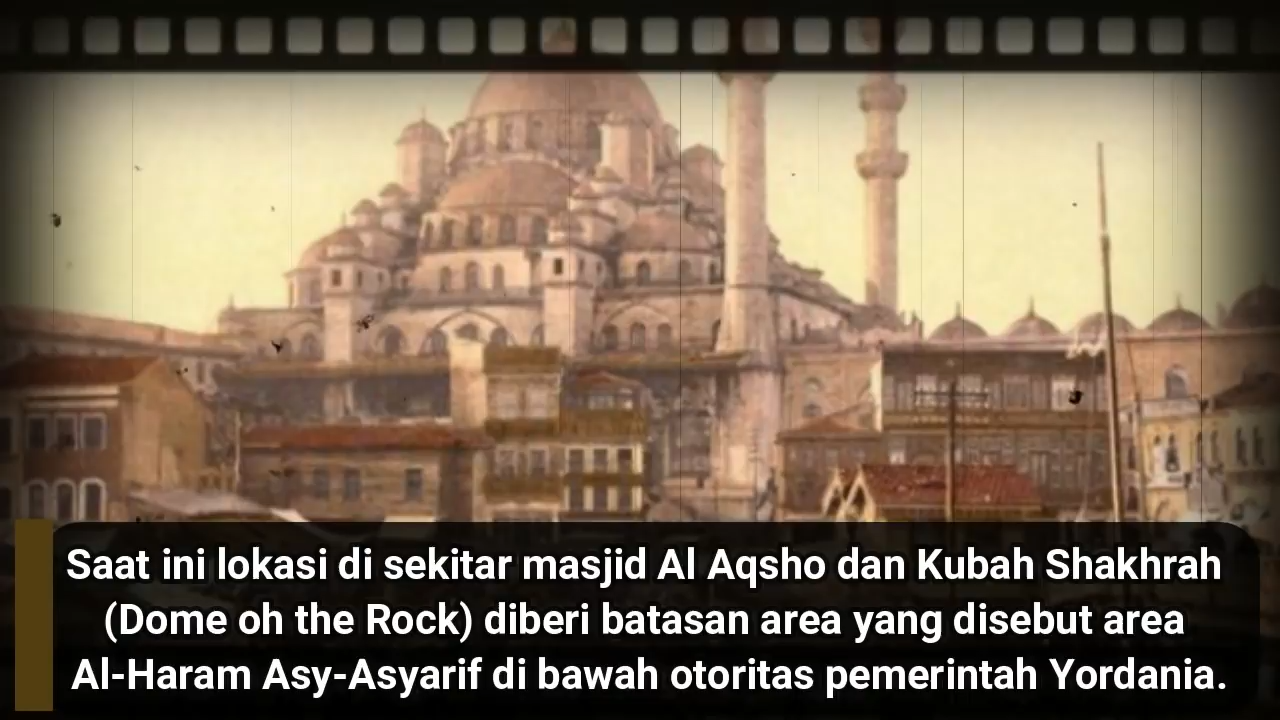 Saat ini lokasi di sekitar masjid Al Aqsho dan Kubah Shakhrah
(Dome oh the Rock) diberi batasan area yang disebut area
Al-Haram Asy-Asyarif di bawah otoritas pemerintah Yordania.